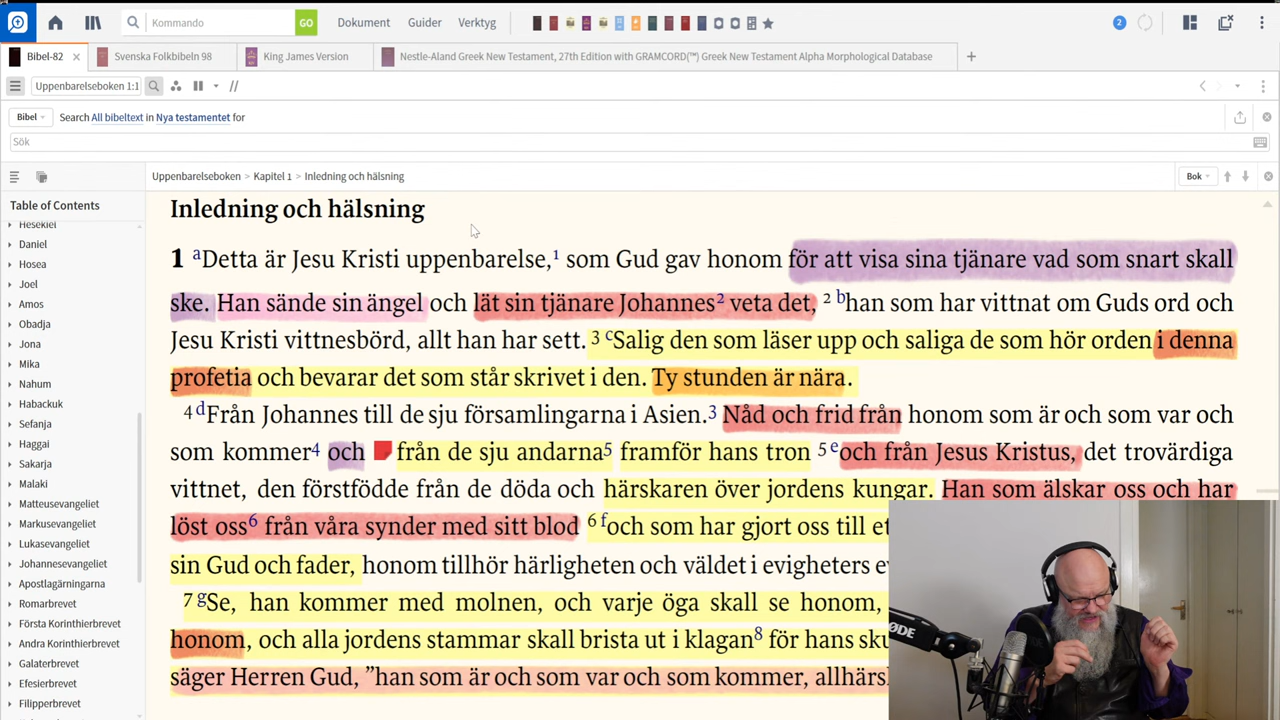 Kommando GO Dokument Guider Verktyg 2
Bibel-82 Svenska Folkbibeln 98 King James Version Nestle-Aland Greek New Testament, 27th Edition with GRAMCORD(™) Greek New Testament Alpha Morphological Database
Uppenbarelseboken 1:1 //
Bibel Search All bibeltext in Nya testamentet for
Sök
Uppenbarelseboken > Kapitel 1 > Inledning och hälsning Bok
Table of Contents
Hesekiel
Daniel
Hosea
Joel
Amos
Obadja
Jona
Mika
Nahum
Habackuk
Sefanja
Haggai
Sakarja
Malaki
Matteusevangeliet
Markusevangeliet
Lukasevangeliet
Johannesevangeliet
Apostlagärningarna
Romarbrevet
Första Korinthierbrevet
Andra Korinthierbrevet
Galaterbrevet
Efesierbrevet
Filipperbrevet
Inledning och hälsning
1 aDetta är Jesu Kristi uppenbarelse,1 som Gud gav honom för att visa sina tjänare vad som snart skall
ske. Han sände sin ängel och lät sin tjänare Johannes2 veta det, 2 bhan som har vittnat om Guds ord och
Jesu Kristi vittnesbörd, allt han har sett. 3 cSalig den som läser upp och saliga de som hör orden i denna
profetia och bevarar det som står skrivet i den. Ty stunden är nära.
4 dFrån Johannes till de sju församlingarna i Asien.3 Nåd och frid från honom som är och som var och
som kommer4 och från de sju andarna5 framför hans tron 5 eoch från Jesus Kristus, det trovärdiga
vittnet, den förstfödde från de döda och härskaren över jordens kungar. Han som älskar oss och har
löst oss6 från våra synder med sitt blod 6 foch som har gjort oss till
sin Gud och fader, honom tillhör härligheten och väldet i evigheters
7 gSe, han kommer med molnen, och varje öga skall se honom,
honom, och alla jordens stammar skall brista ut i klagan8 för hans
säger Herren Gud, ”han som är och som var och som kommer,
RØDE